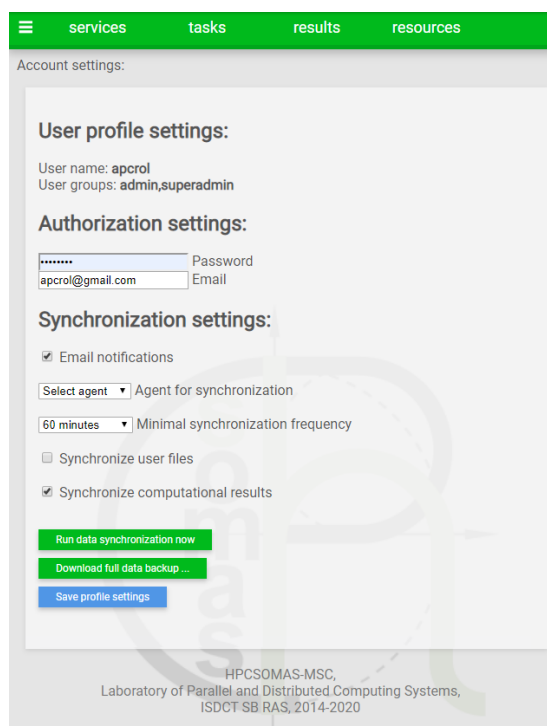 services tasks results resources
Account settings:
User profile settings:
User name: apcrol
User groups: admin,superadmin
Authorization settings:
•••••••• Password
apcrol@gmail.com Email
Synchronization settings:
Email notifications
Select agent Agent for synchronization
60 minutes Minimal synchronization frequency
Synchronize user files
Synchronize computational results
Run data synchronization now
Download full data backup ...
Save profile settings
somas
HPCSOMAS-MSC,
Laboratory of Parallel and Distributed Computing Systems,
ISDCT SB RAS, 2014-2020